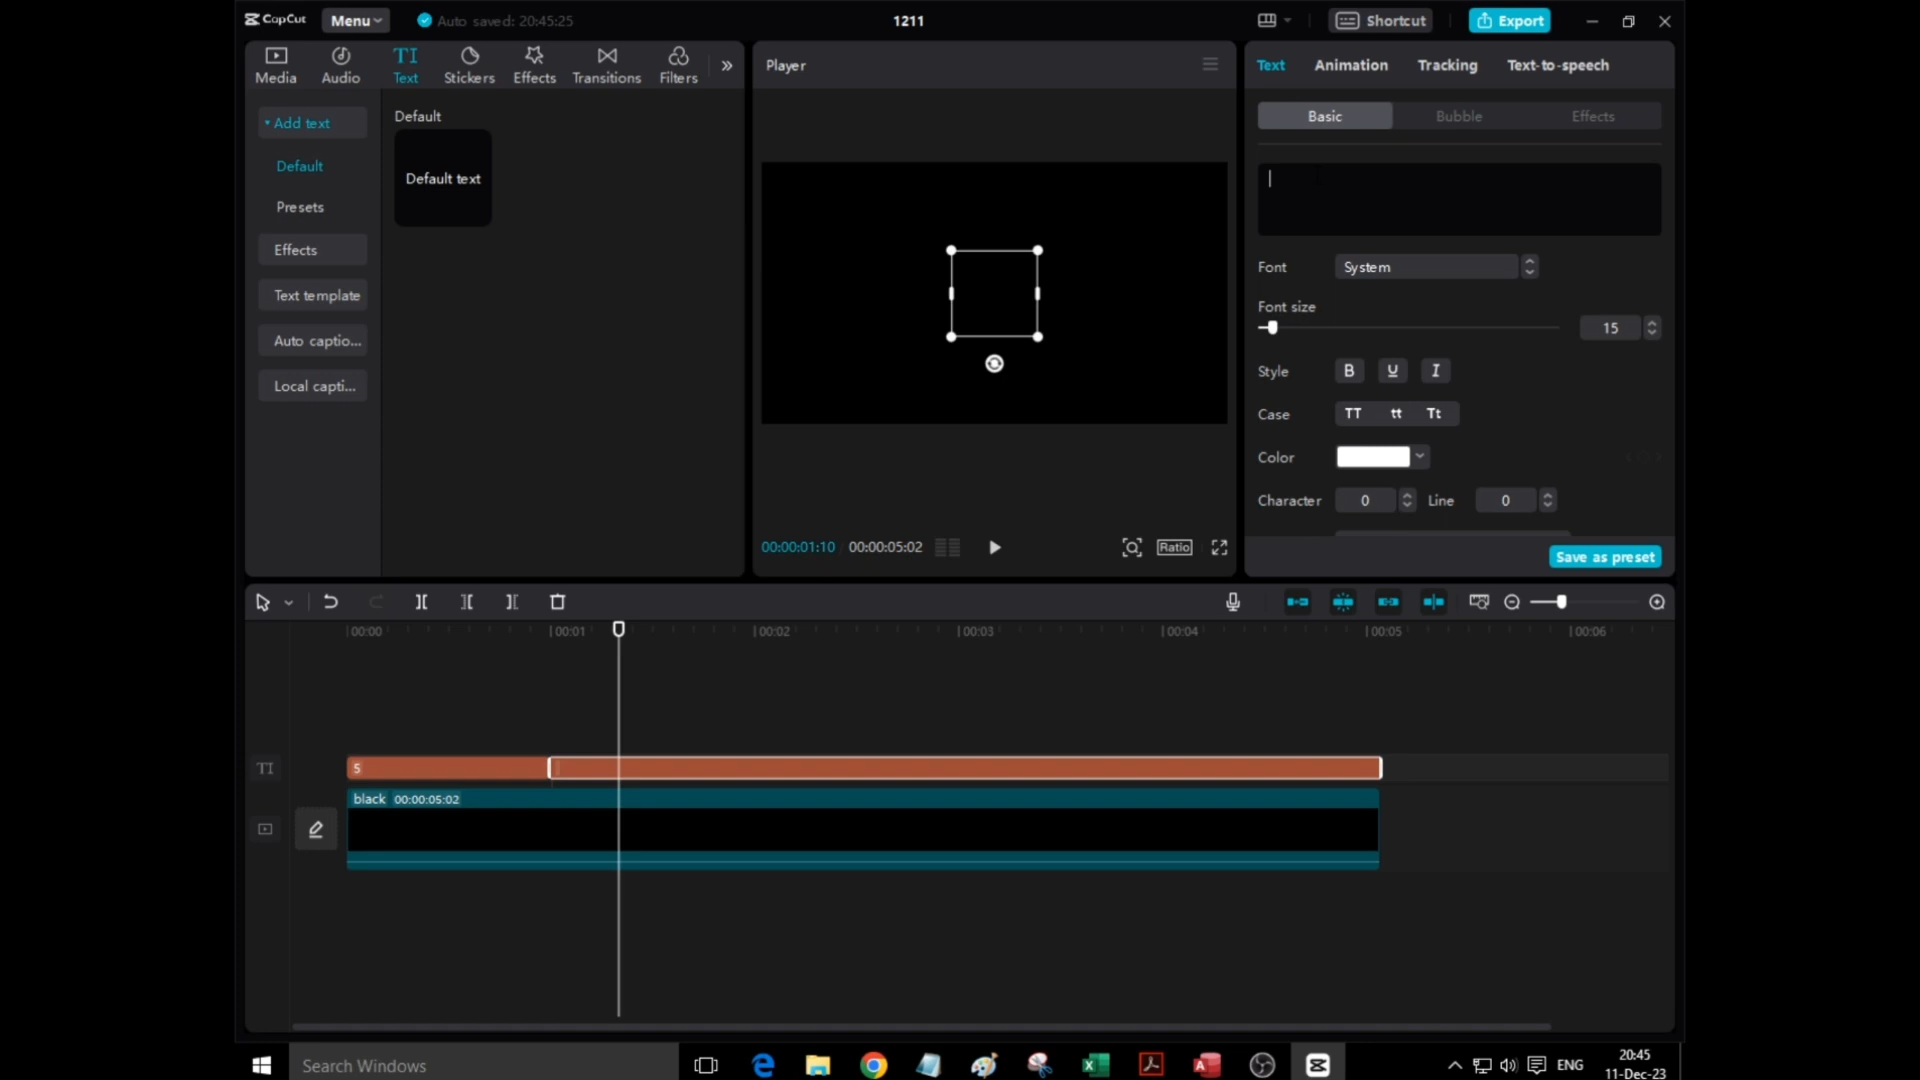 CapCut Menu Auto saved: 20:45:25 1211 Shortcut Export
Media Audio Text Stickers Effects Transitions Filters
Player
Text Animation Tracking Text-to-speech
Add text
Default
Presets
Effects
Text template
Auto captio...
Local capti...
Default
Default text
Basic Bubble Effects
Font System
Font size
15
Style B U I
Case TT tt Tt
Color
Character 0 Line 0
Save as preset
00:00:01:10 00:00:05:02 Ratio
00:00 00:01 00:02 00:03 00:04 00:05 00:06
TI 5
black 00:00:05:02
Search Windows
ENG
20:45
11-Dec-23